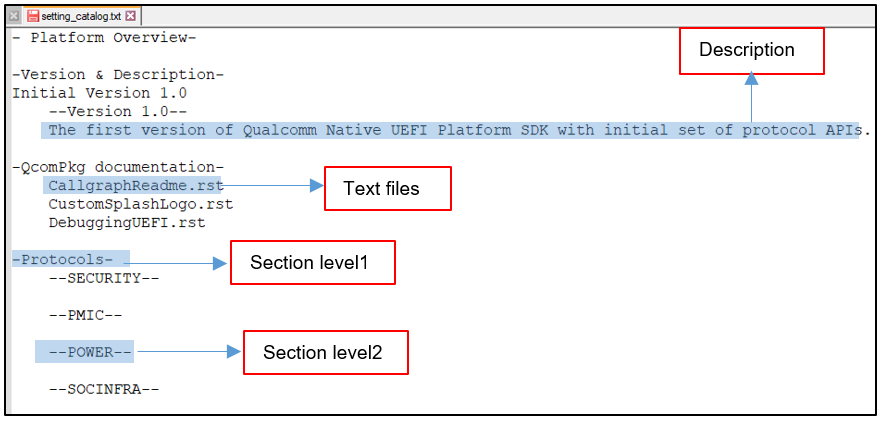 setting_catalog.txt
- Platform Overview-
Description
-Version & Description-
Initial Version 1.0
--Version 1.0--
The first version of Qualcomm Native UEFI Platform SDK with initial set of protocol APIs.
-QcomPkg documentation-
CallgraphReadme.rst
Text files
CustomSplashLogo.rst
DebuggingUEFI.rst
-Protocols-
Section level1
--SECURITY--
--PMIC--
--POWER--
Section level2
--SOCINFRA--